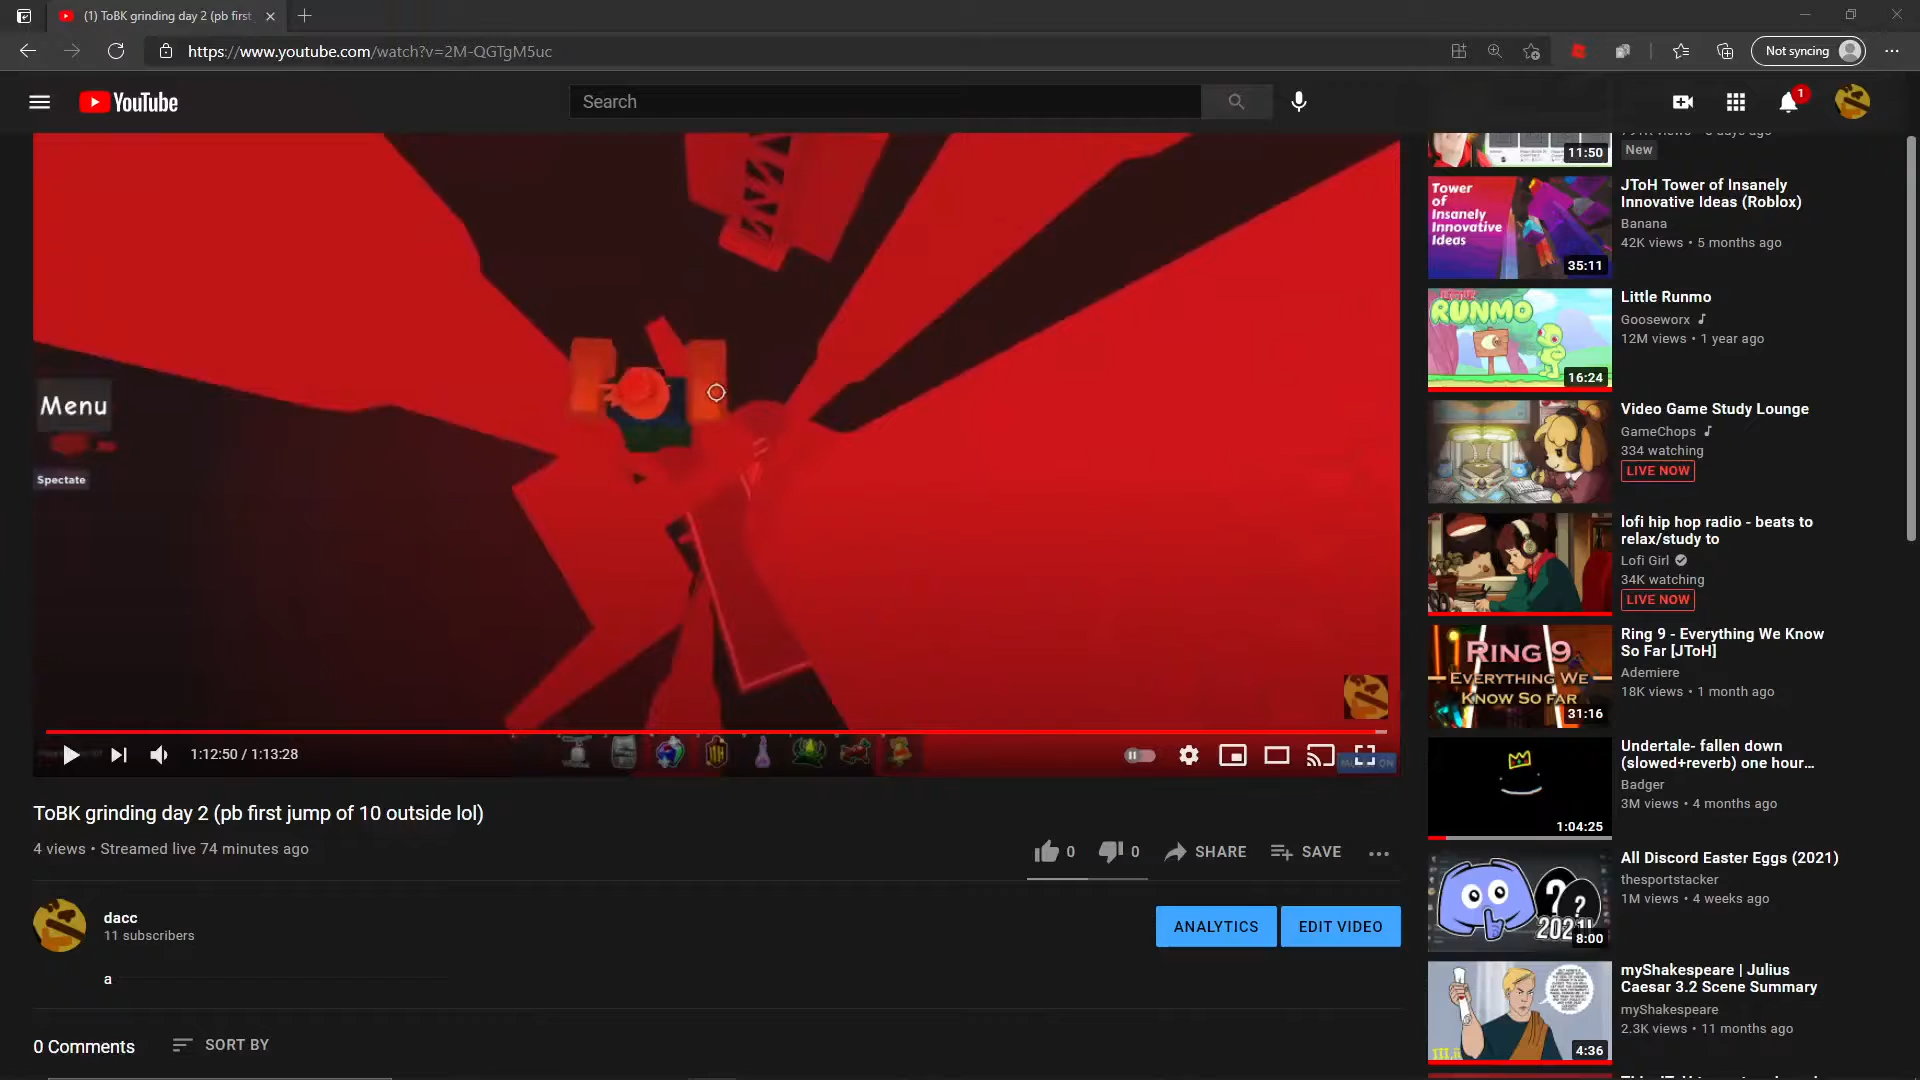 (1) ToBK grinding day 2 (pb first
https://www.youtube.com/watch?v=2M-QGTgM5uc
Not syncing
YouTube
Search
1
Menu
Spectate
1:12:50 / 1:13:28
ToBK grinding day 2 (pb first jump of 10 outside lol)
4 views • Streamed live 74 minutes ago
0
0
SHARE
SAVE
dacc
11 subscribers
ANALYTICS
EDIT VIDEO
a
0 Comments
SORT BY
11:50
New
Tower
of
Insanely
Innovative
Ideas
35:11
JToH Tower of Insanely
Innovative Ideas (Roblox)
Banana
42K views • 5 months ago
LITTLE
RUNMO
16:24
Little Runmo
Gooseworx
12M views • 1 year ago
Video Game Study Lounge
GameChops
334 watching
LIVE NOW
lofi hip hop radio - beats to
relax/study to
Lofi Girl
34K watching
LIVE NOW
RING 9
EVERYTHING WE
KNOW SO FAR
31:16
Ring 9 - Everything We Know
So Far [JToH]
Ademiere
18K views • 1 month ago
1:04:25
Undertale- fallen down
(slowed+reverb) one hour...
Badger
3M views • 4 months ago
? ?
2021!
8:00
All Discord Easter Eggs (2021)
thesportstacker
1M views • 4 weeks ago
4:36
myShakespeare | Julius
Caesar 3.2 Scene Summary
myShakespeare
2.3K views • 11 months ago